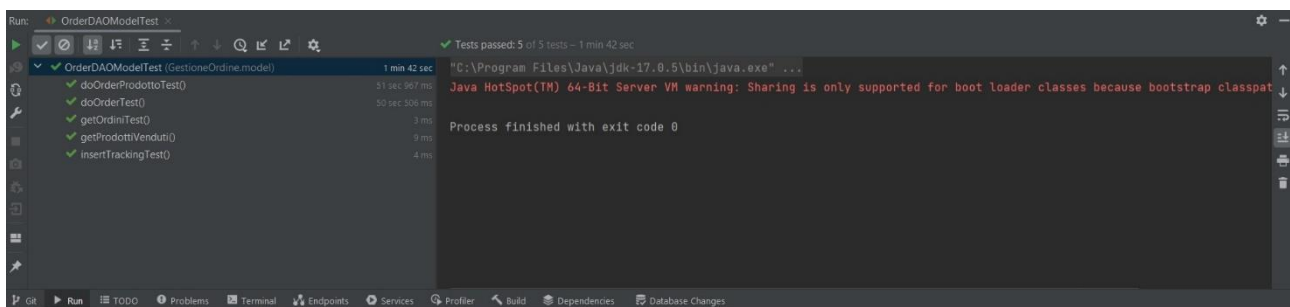 Run: OrderDAOModelTest
Tests passed: 5 of 5 tests – 1 min 42 sec
OrderDAOModelTest (GestioneOrdine.model) 1 min 42 sec
doOrderProdottoTest() 51 sec 967 ms
doOrderTest() 50 sec 506 ms
getOrdiniTest() 3 ms
getProdottiVenduti() 9 ms
insertTrackingTest() 4 ms
"C:\Program Files\Java\jdk-17.0.5\bin\java.exe" ...
Java HotSpot(TM) 64-Bit Server VM warning: Sharing is only supported for boot loader classes because bootstrap classpat
Process finished with exit code 0
Git Run TODO Problems Terminal Endpoints Services Profiler Build Dependencies Database Changes